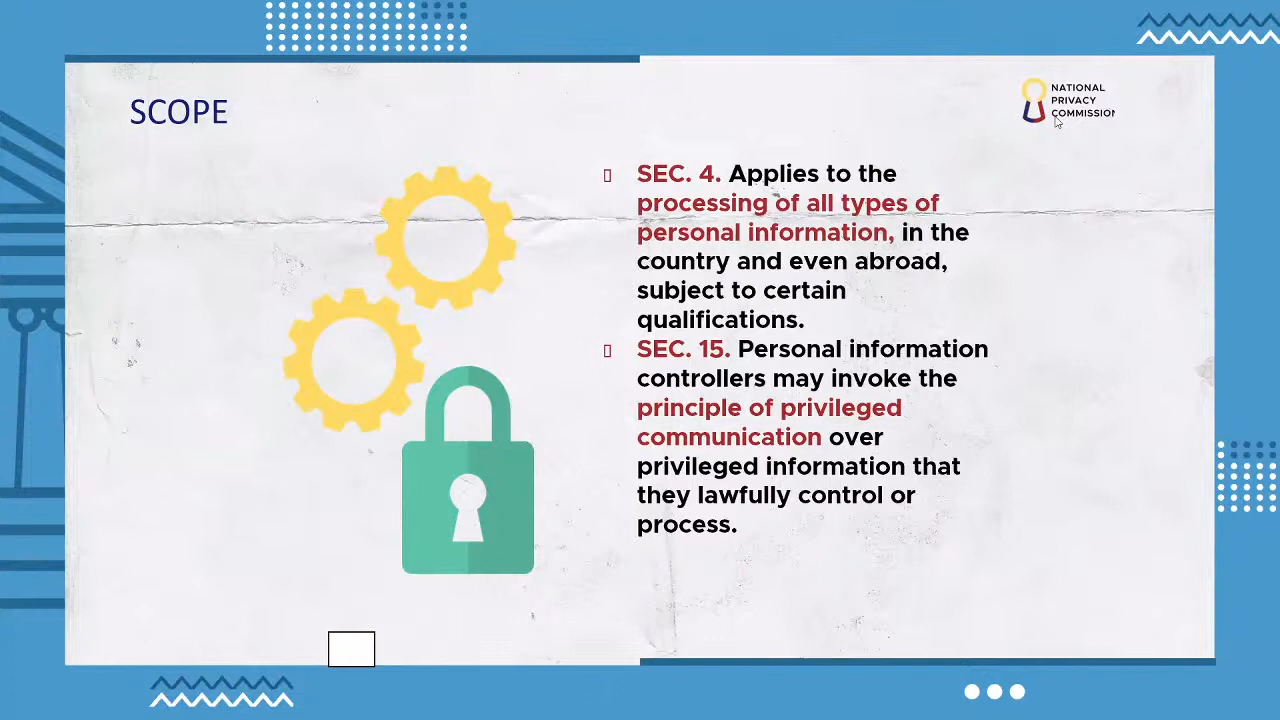 SCOPE
NATIONAL
PRIVACY
COMMISSION
SEC. 4. Applies to the
processing of all types of
personal information, in the
country and even abroad,
subject to certain
qualifications.
SEC. 15. Personal information
controllers may invoke the
principle of privileged
communication over
privileged information that
they lawfully control or
process.